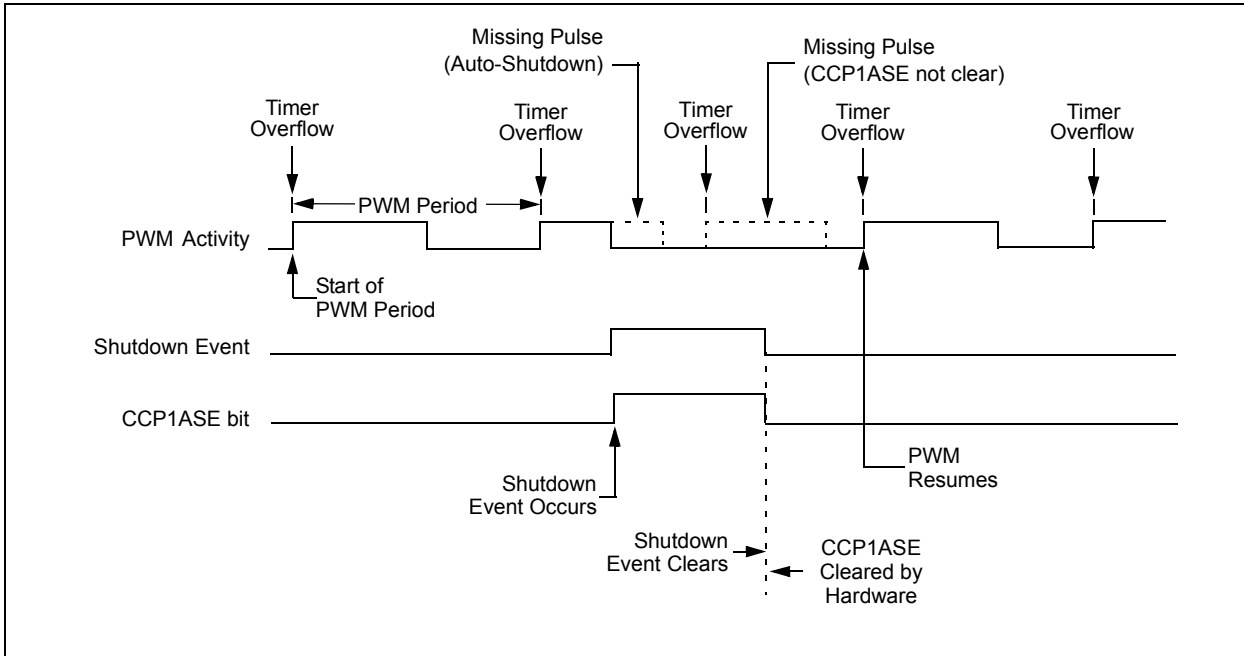 Missing Pulse
(Auto-Shutdown)
Missing Pulse
(CCP1ASE not clear)
Timer
Overflow
Timer
Overflow
Timer
Overflow
Timer
Overflow
Timer
Overflow
PWM Period
PWM Activity
Start of
PWM Period
Shutdown Event
CCP1ASE bit
Shutdown
Event Occurs
PWM
Resumes
Shutdown
Event Clears
CCP1ASE
Cleared by
Hardware